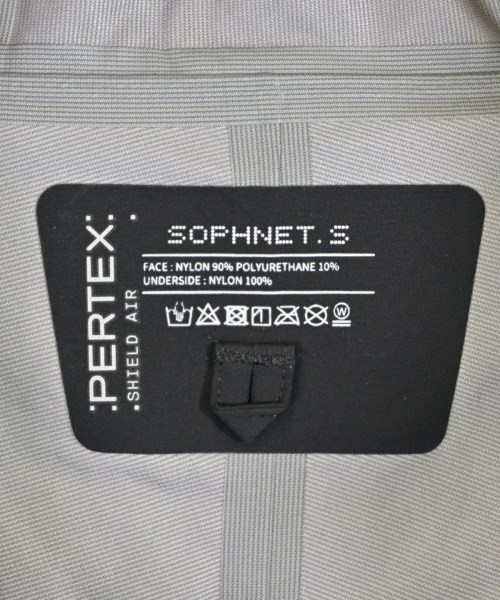 SOPHNET.S
FACE : NYLON 90% POLYURETHANE 10%
UNDERSIDE : NYLON 100%
W
PERTEX
SHIELD AIR